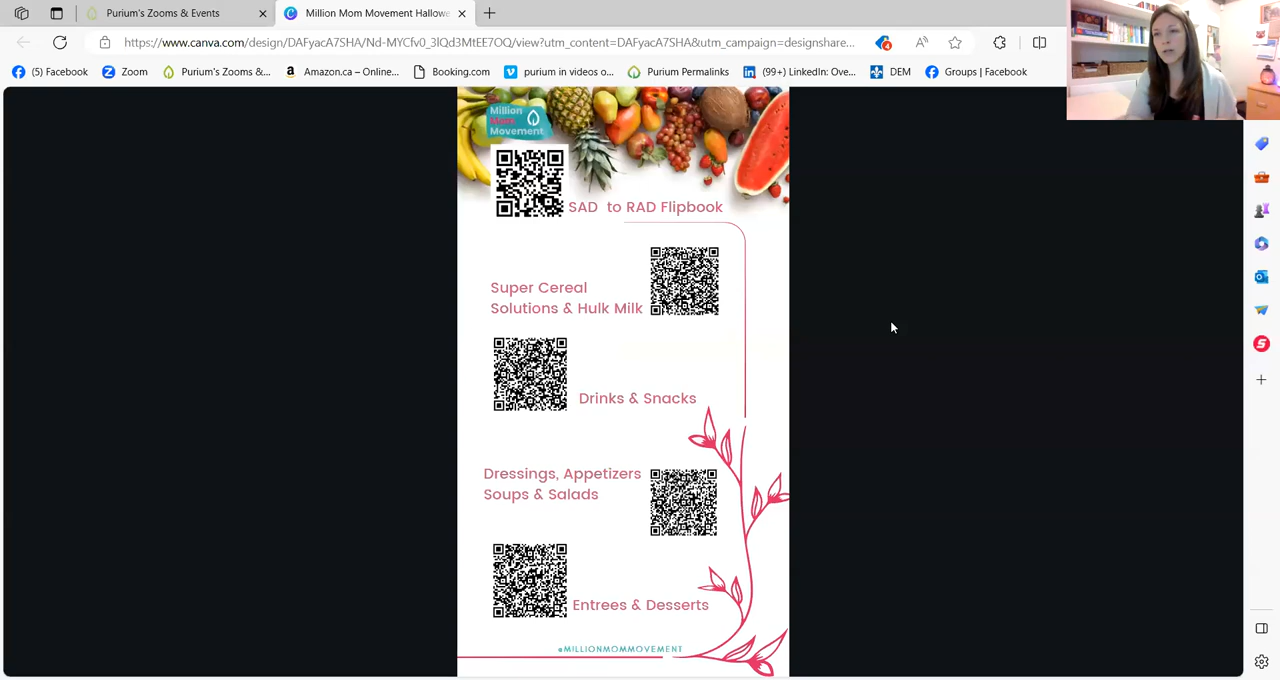 Purium's Zooms & Events
Million Mom Movement Hallowe
https://www.canva.com/design/DAFyacA7SHA/Nd-MYCfv0_3lQd3MtEE7OQ/view?utm_content=DAFyacA7SHA&utm_campaign=designshare...
4
(5) Facebook
Zoom
Purium's Zooms &...
Amazon.ca – Online...
Booking.com
purium in videos o...
Purium Permalinks
(99+) LinkedIn: Ove...
DEM
Groups | Facebook
Million
Mom
Movement
SAD to RAD Flipbook
Super Cereal
Solutions & Hulk Milk
Drinks & Snacks
Dressings, Appetizers
Soups & Salads
Entrees & Desserts
@MILLIONMOMMOVEMENT